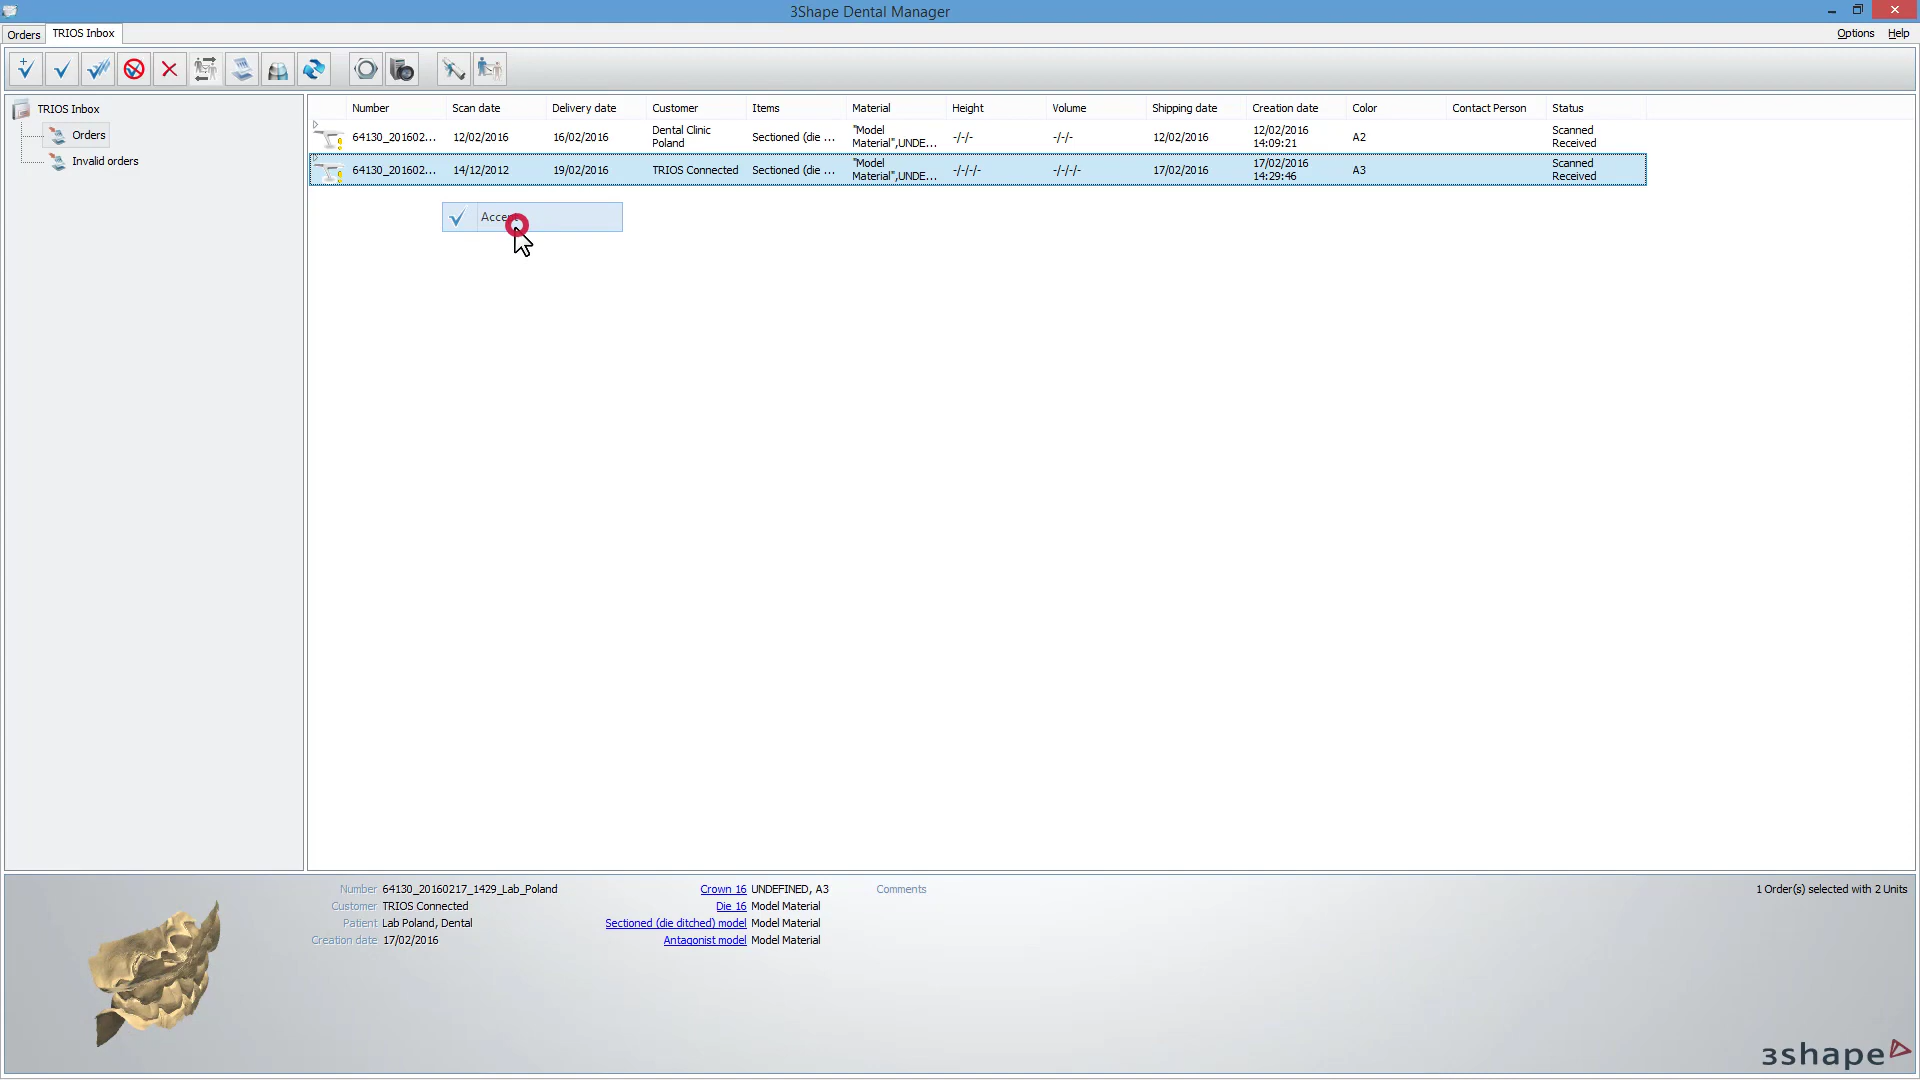 3Shape Dental Manager
Orders
TRIOS Inbox
Options
Help
TRIOS Inbox
Orders
Invalid orders
Number
Scan date
Delivery date
Customer
Items
Material
Height
Volume
Shipping date
Creation date
Color
Contact Person
Status
64130_201602...
12/02/2016
16/02/2016
Dental Clinic
Poland
Sectioned (die ...
"Model
Material",UNDE...
-/-/-
-/-/-
12/02/2016
12/02/2016
14:09:21
A2
Scanned
Received
64130_201602...
14/12/2012
19/02/2016
TRIOS Connected
Sectioned (die ...
"Model
Material",UNDE...
-/-/-/-
-/-/-/-
17/02/2016
17/02/2016
14:29:46
A3
Scanned
Received
Accept
Number 64130_20160217_1429_Lab_Poland
Customer TRIOS Connected
Patient Lab Poland, Dental
Creation date 17/02/2016
Crown 16 UNDEFINED, A3
Die 16 Model Material
Sectioned (die ditched) model Model Material
Antagonist model Model Material
Comments
1 Order(s) selected with 2 Units
3shape